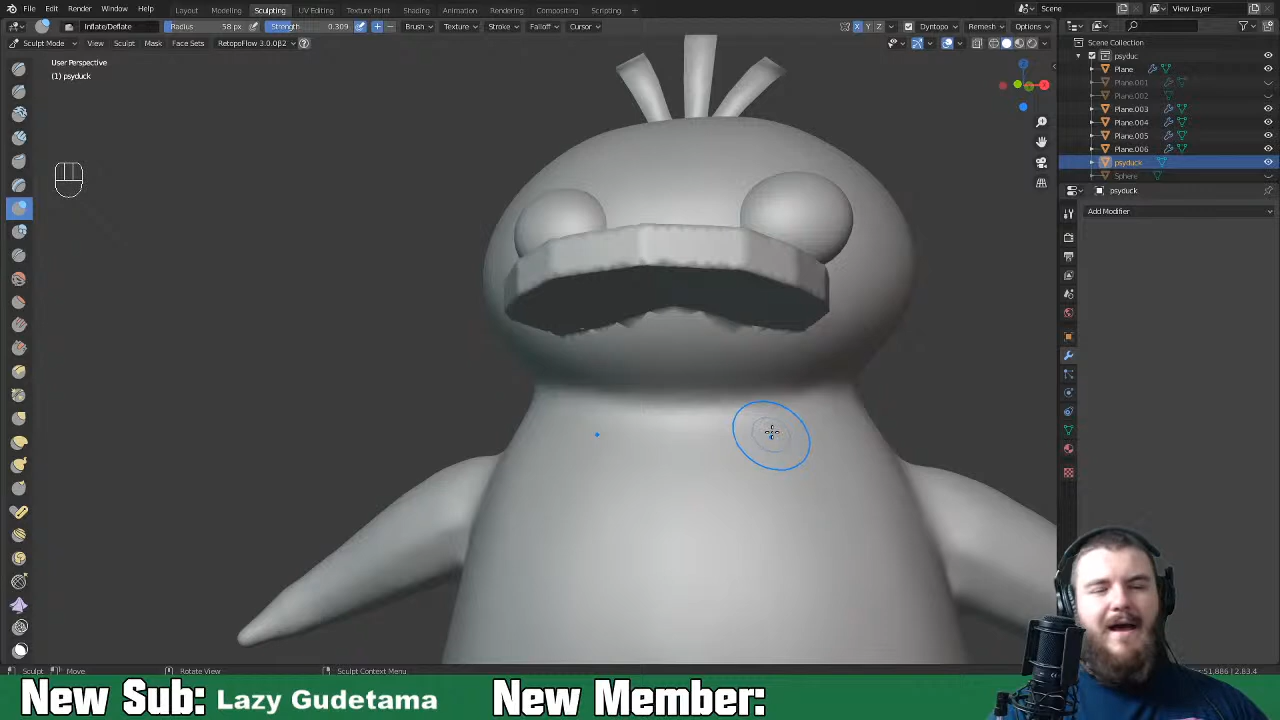 File Edit Render Window Help Layout Modeling Sculpting UV Editing Texture Paint Shading Animation Rendering Compositing Scripting + Scene View Layer
Inflate/Deflate Radius 58 px Strength 0.309 Brush Texture Stroke Falloff Cursor X Y Z Dyntopo Remesh Options
Sculpt Mode View Sculpt Mask Face Sets RetopoFlow 3.0.0β2 ?
Scene Collection
psyduc
Plane
Plane.001
Plane.002
Plane.003
Plane.004
Plane.005
Plane.006
psyduck
Sphere
User Perspective
(1) psyduck
psyduck
Add Modifier
Sculpt Move Rotate View Sculpt Context Menu
New Sub: Lazy Gudetama New Member: